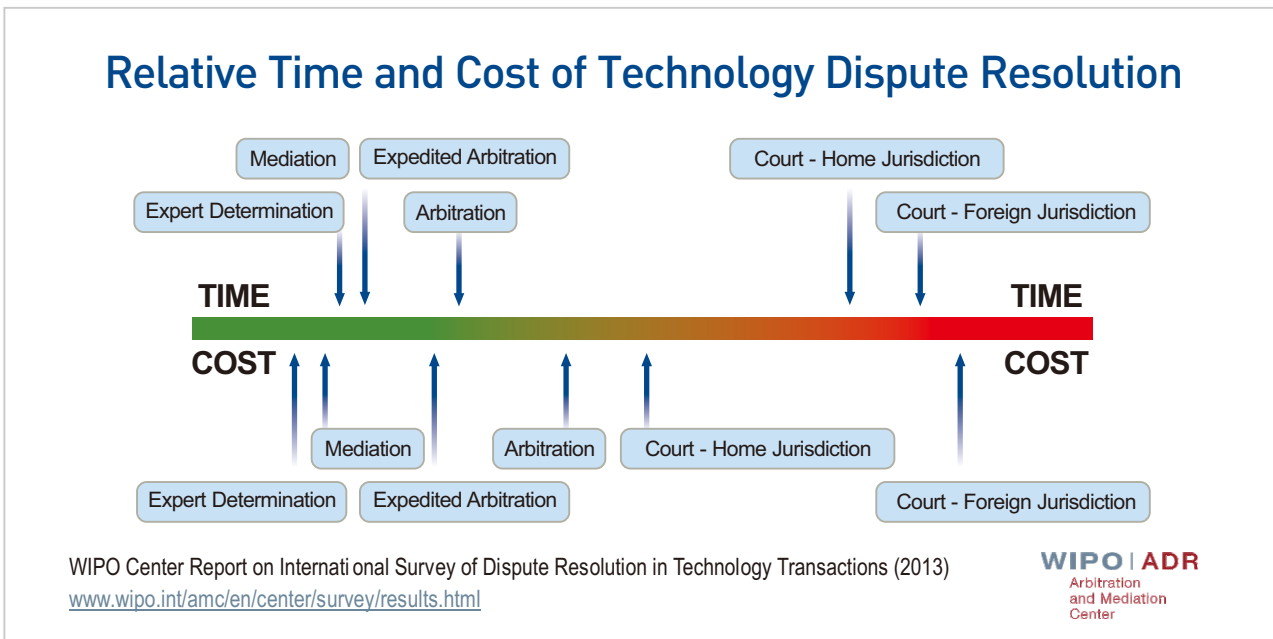 Relative Time and Cost of Technology Dispute Resolution
Mediation
Expedited Arbitration
Court - Home Jurisdiction
Expert Determination
Arbitration
Court - Foreign Jurisdiction
TIME
TIME
COST
COST
Mediation
Arbitration
Court - Home Jurisdiction
Expert Determination
Expedited Arbitration
Court - Foreign Jurisdiction
WIPO Center Report on International Survey of Dispute Resolution in Technology Transactions (2013)
www.wipo.int/amc/en/center/survey/results.html
WIPO | ADR
Arbitration
and Mediation
Center